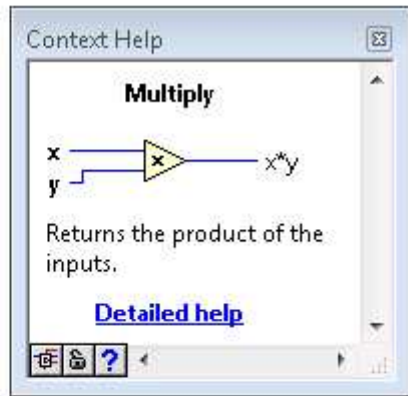 Context Help
Multiply
x
x
x*y
y
Returns the product of the
inputs.
Detailed help
?